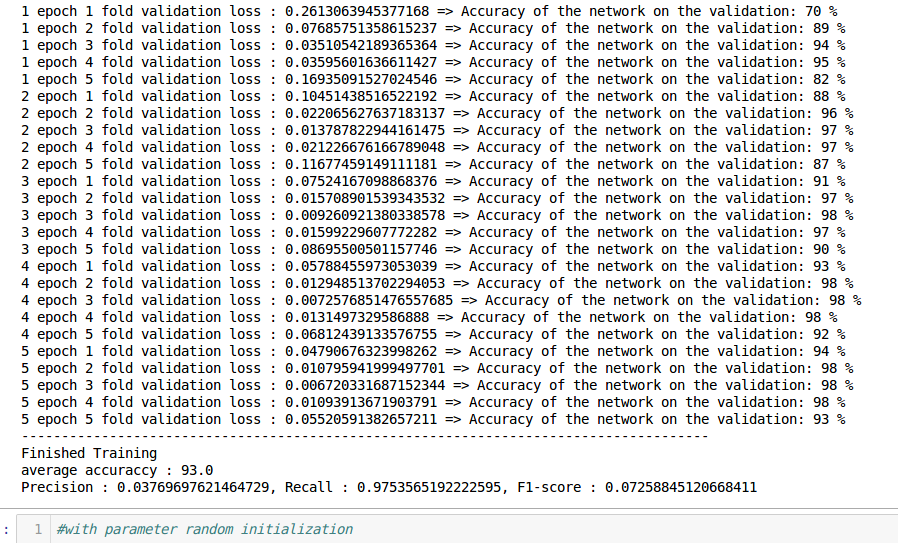 1 epoch 1 fold validation loss : 0.2613063945377168 => Accuracy of the network on the validation: 70 %
1 epoch 2 fold validation loss : 0.07685751358615237 => Accuracy of the network on the validation: 89 %
1 epoch 3 fold validation loss : 0.03510542189365364 => Accuracy of the network on the validation: 94 %
1 epoch 4 fold validation loss : 0.03595601636611427 => Accuracy of the network on the validation: 95 %
1 epoch 5 fold validation loss : 0.16935091527024546 => Accuracy of the network on the validation: 82 %
2 epoch 1 fold validation loss : 0.10451438516522192 => Accuracy of the network on the validation: 88 %
2 epoch 2 fold validation loss : 0.022065627637183137 => Accuracy of the network on the validation: 96 %
2 epoch 3 fold validation loss : 0.013787822944161475 => Accuracy of the network on the validation: 97 %
2 epoch 4 fold validation loss : 0.021226676166789048 => Accuracy of the network on the validation: 97 %
2 epoch 5 fold validation loss : 0.11677459149111181 => Accuracy of the network on the validation: 87 %
3 epoch 1 fold validation loss : 0.07524167098868376 => Accuracy of the network on the validation: 91 %
3 epoch 2 fold validation loss : 0.015708901539343532 => Accuracy of the network on the validation: 97 %
3 epoch 3 fold validation loss : 0.009260921380338578 => Accuracy of the network on the validation: 98 %
3 epoch 4 fold validation loss : 0.01599229607772282 => Accuracy of the network on the validation: 97 %
3 epoch 5 fold validation loss : 0.08695500501157746 => Accuracy of the network on the validation: 90 %
4 epoch 1 fold validation loss : 0.05788455973053039 => Accuracy of the network on the validation: 93 %
4 epoch 2 fold validation loss : 0.012948513702294053 => Accuracy of the network on the validation: 98 %
4 epoch 3 fold validation loss : 0.0072576851476557685 => Accuracy of the network on the validation: 98 %
4 epoch 4 fold validation loss : 0.0131497329586888 => Accuracy of the network on the validation: 98 %
4 epoch 5 fold validation loss : 0.06812439133576755 => Accuracy of the network on the validation: 92 %
5 epoch 1 fold validation loss : 0.04790676323998262 => Accuracy of the network on the validation: 94 %
5 epoch 2 fold validation loss : 0.010795941999497701 => Accuracy of the network on the validation: 98 %
5 epoch 3 fold validation loss : 0.006720331687152344 => Accuracy of the network on the validation: 98 %
5 epoch 4 fold validation loss : 0.01093913671903791 => Accuracy of the network on the validation: 98 %
5 epoch 5 fold validation loss : 0.05520591382657211 => Accuracy of the network on the validation: 93 %
--------------------------------------------------------------------------------------
Finished Training
average accuraccy : 93.0
Precision : 0.03769697621464729, Recall : 0.9753565192222595, F1-score : 0.07258845120668411
: 1 #with parameter random initialization